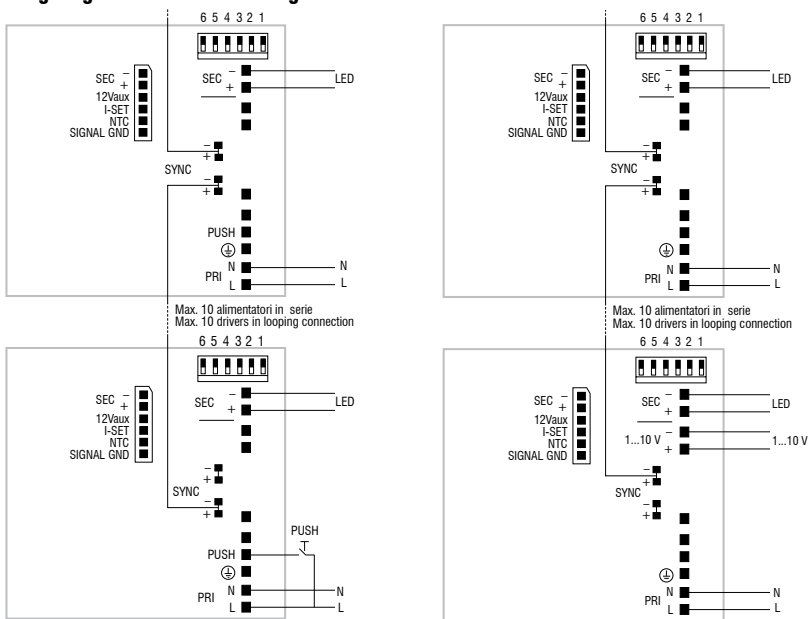 6 5 4 3 2 1
SEC
−
+
12Vaux
I-SET
NTC
SIGNAL GND
SEC
−
+
LED
−
+
SYNC
−
+
PUSH
N
PRI
L
N
L
Max. 10 alimentatori in serie
Max. 10 drivers in looping connection
6 5 4 3 2 1
SEC
−
+
12Vaux
I-SET
NTC
SIGNAL GND
SEC
−
+
LED
−
+
SYNC
−
+
PUSH
PUSH
N
PRI
L
N
L
6 5 4 3 2 1
SEC
−
+
12Vaux
I-SET
NTC
SIGNAL GND
SEC
−
+
LED
−
+
SYNC
−
+
N
PRI
L
N
L
Max. 10 alimentatori in serie
Max. 10 drivers in looping connection
6 5 4 3 2 1
SEC
−
+
12Vaux
I-SET
NTC
SIGNAL GND
SEC
−
+
LED
1...10 V
−
+
1...10 V
−
+
SYNC
−
+
N
PRI
L
N
L